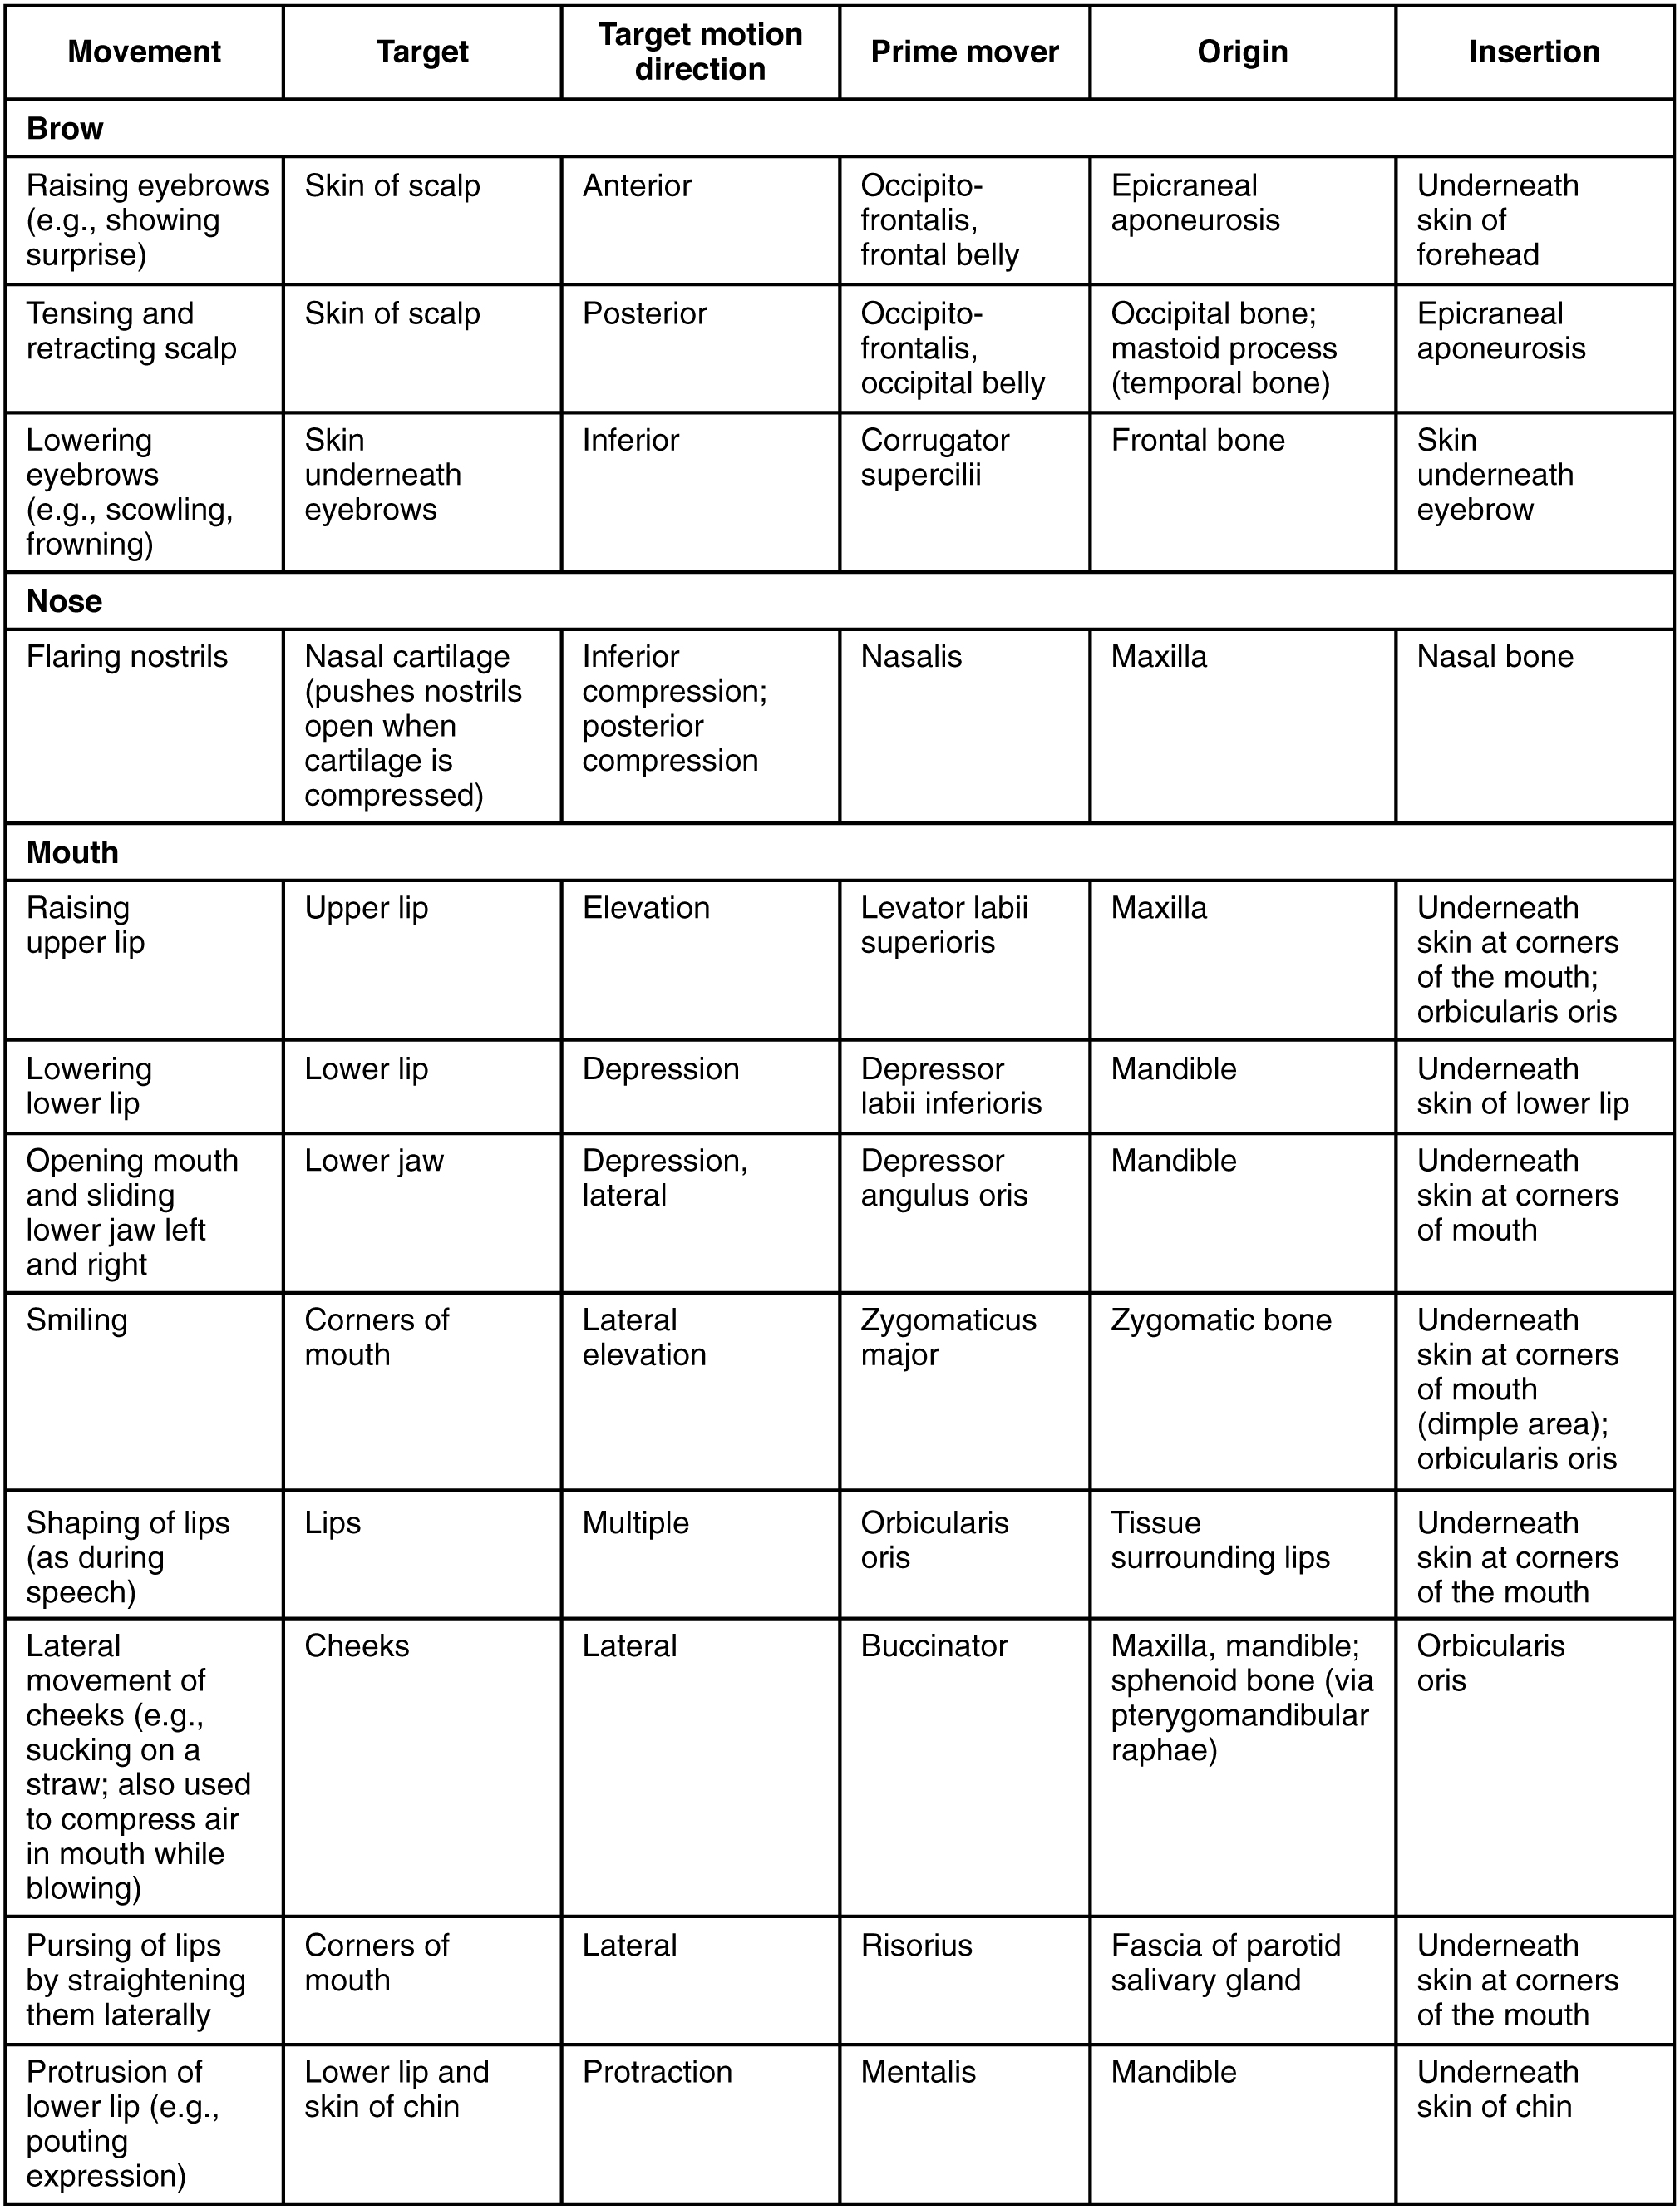 Movement
Target
Target motion
direction
Prime mover
Origin
Insertion
Brow
Raising eyebrows
(e.g., showing
surprise)
Skin of scalp
Anterior
Occipito-
frontalis,
frontal belly
Epicraneal
aponeurosis
Underneath
skin of
forehead
Tensing and
retracting scalp
Skin of scalp
Posterior
Occipito-
frontalis,
occipital belly
Occipital bone;
mastoid process
(temporal bone)
Epicraneal
aponeurosis
Lowering
eyebrows
(e.g., scowling,
frowning)
Skin
underneath
eyebrows
Inferior
Corrugator
supercilii
Frontal bone
Skin
underneath
eyebrow
Nose
Flaring nostrils
Nasal cartilage
(pushes nostrils
open when
cartilage is
compressed)
Inferior
compression;
posterior
compression
Nasalis
Maxilla
Nasal bone
Mouth
Raising
upper lip
Upper lip
Elevation
Levator labii
superioris
Maxilla
Underneath
skin at corners
of the mouth;
orbicularis oris
Lowering
lower lip
Lower lip
Depression
Depressor
labii inferioris
Mandible
Underneath
skin of lower lip
Opening mouth
and sliding
lower jaw left
and right
Lower jaw
Depression,
lateral
Depressor
angulus oris
Mandible
Underneath
skin at corners
of mouth
Smiling
Corners of
mouth
Lateral
elevation
Zygomaticus
major
Zygomatic bone
Underneath
skin at corners
of mouth
(dimple area);
orbicularis oris
Shaping of lips
(as during
speech)
Lips
Multiple
Orbicularis
oris
Tissue
surrounding lips
Underneath
skin at corners
of the mouth
Lateral
movement of
cheeks (e.g.,
sucking on a
straw; also used
to compress air
in mouth while
blowing)
Cheeks
Lateral
Buccinator
Maxilla, mandible;
sphenoid bone (via
pterygomandibular
raphae)
Orbicularis
oris
Pursing of lips
by straightening
them laterally
Corners of
mouth
Lateral
Risorius
Fascia of parotid
salivary gland
Underneath
skin at corners
of the mouth
Protrusion of
lower lip (e.g.,
pouting
expression)
Lower lip and
skin of chin
Protraction
Mentalis
Mandible
Underneath
skin of chin